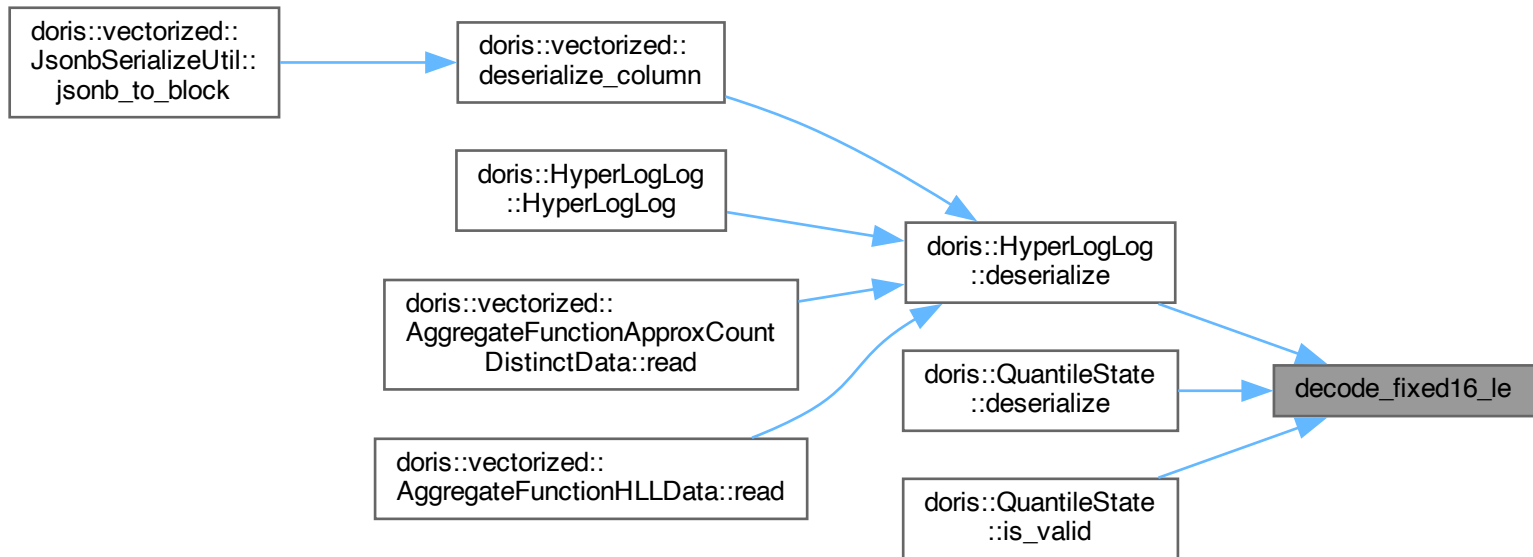 doris::vectorized::
JsonbSerializeUtil::
jsonb_to_block
doris::vectorized::
deserialize_column
doris::HyperLogLog
::HyperLogLog
doris::vectorized::
AggregateFunctionApproxCount
DistinctData::read
doris::vectorized::
AggregateFunctionHLLData::read
doris::HyperLogLog
::deserialize
doris::QuantileState
::deserialize
doris::QuantileState
::is_valid
decode_fixed16_le